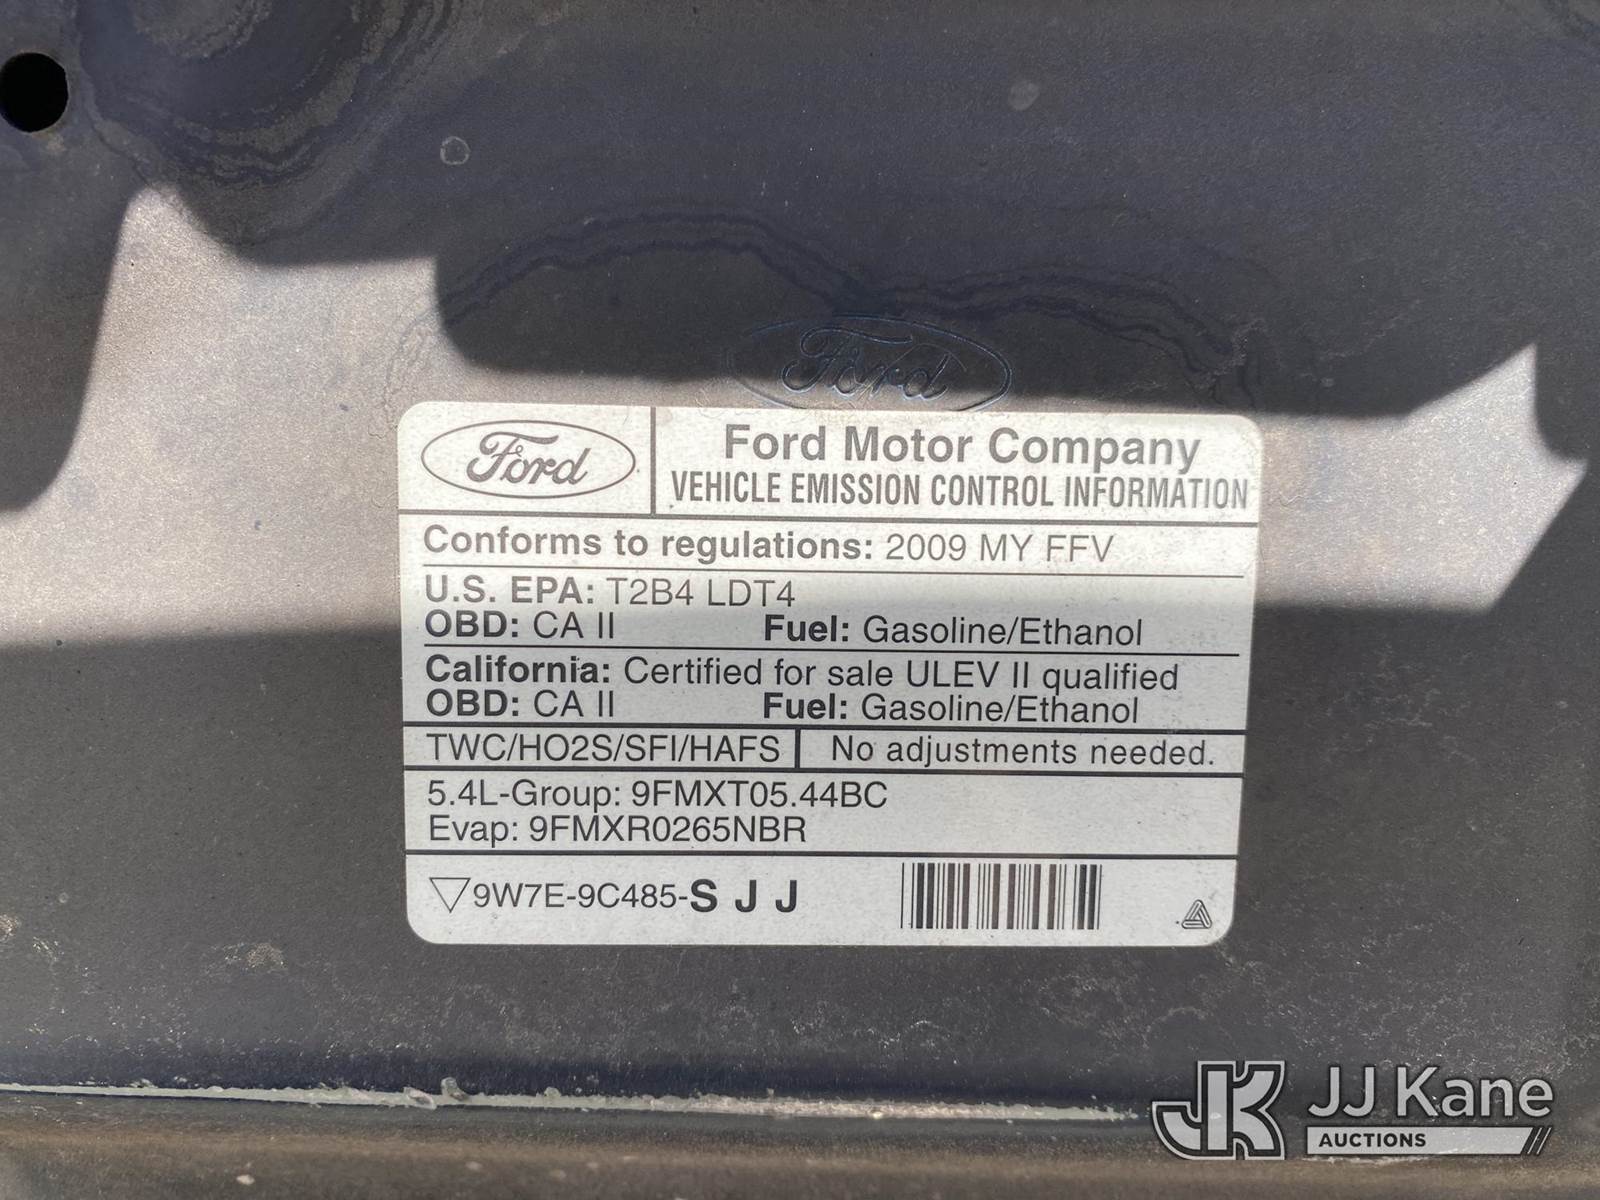 Ford
Ford
Ford Motor Company
VEHICLE EMISSION CONTROL INFORMATION
Conforms to regulations: 2009 MY FFV
U.S. EPA: T2B4 LDT4
OBD: CA II Fuel: Gasoline/Ethanol
California: Certified for sale ULEV II qualified
OBD: CA II Fuel: Gasoline/Ethanol
TWC/HO2S/SFI/HAFS No adjustments needed.
5.4L-Group: 9FMXT05.44BC
Evap: 9FMXR0265NBR
9W7E-9C485-S J J
JK JJ Kane
AUCTIONS